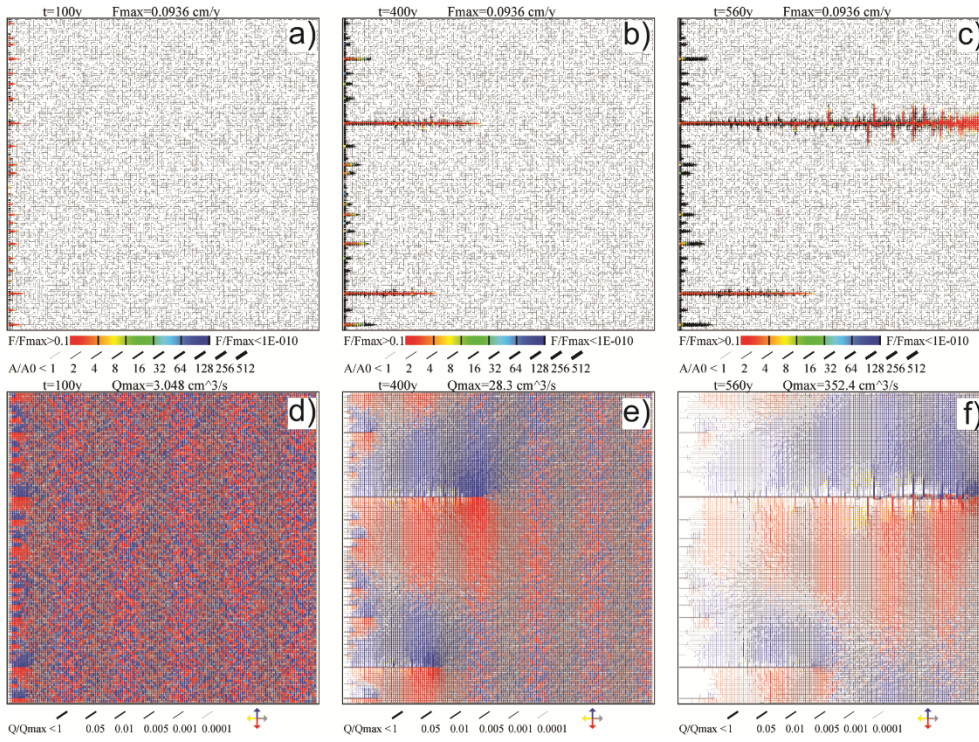 t=100y Fmax=0.0936 cm/y
a)
t=400y Fmax=0.0936 cm/y
b)
t=560y Fmax=0.0936 cm/y
c)
F/Fmax>0.1 F/Fmax<1E-010
A/A0 < 1 2 4 8 16 32 64 128 256 512
F/Fmax>0.1 F/Fmax<1E-010
A/A0 < 1 2 4 8 16 32 64 128 256 512
F/Fmax>0.1 F/Fmax<1E-010
A/A0 < 1 2 4 8 16 32 64 128 256 512
t=100y Qmax=3.048 cm^3/s
d)
t=400y Qmax=28.3 cm^3/s
e)
t=560y Qmax=352.4 cm^3/s
f)
Q/Qmax <1 0.05 0.01 0.005 0.001 0.0001
Q/Qmax <1 0.05 0.01 0.005 0.001 0.0001
Q/Qmax <1 0.05 0.01 0.005 0.001 0.0001